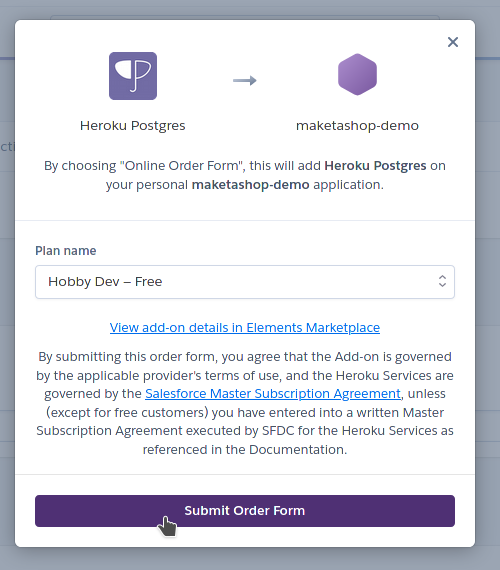 cti
Heroku Postgres
maketashop-demo
By choosing "Online Order Form", this will add Heroku Postgres on
your personal maketashop-demo application.
Plan name
Hobby Dev – Free
View add-on details in Elements Marketplace
By submitting this order form, you agree that the Add-on is governed
by the applicable provider's terms of use, and the Heroku Services are
governed by the Salesforce Master Subscription Agreement, unless
(except for free customers) you have entered into a written Master
Subscription Agreement executed by SFDC for the Heroku Services as
referenced in the Documentation.
Submit Order Form